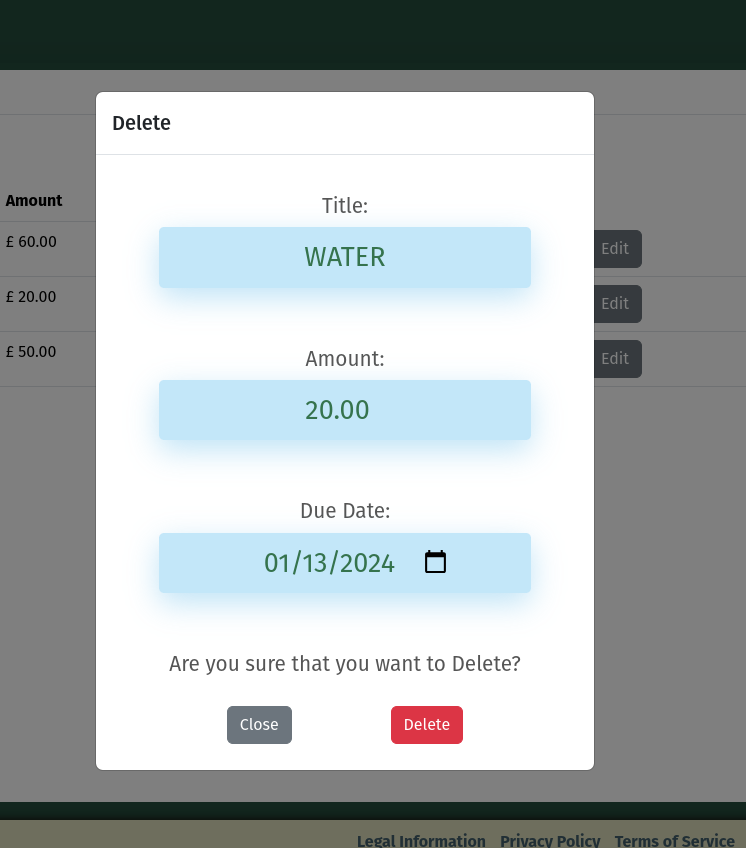 Delete
Title:
WATER
Amount:
20.00
Due Date:
01/13/2024
Are you sure that you want to Delete?
Close Delete
Amount
£ 60.00 Edit
£ 20.00 Edit
£ 50.00 Edit
Legal Information Privacy Policy Terms of Service